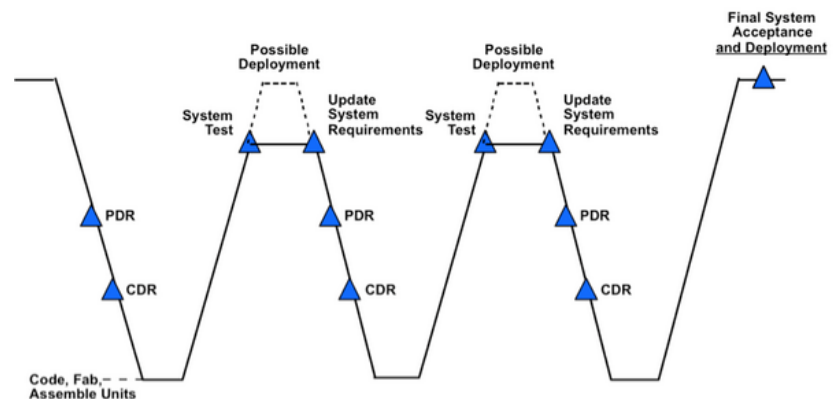 Final System
Acceptance
and Deployment
Possible
Deployment
Possible
Deployment
System
Test
Update
System
Requirements
System
Test
Update
System
Requirements
PDR
PDR
PDR
CDR
CDR
CDR
Code, Fab,
Assemble Units